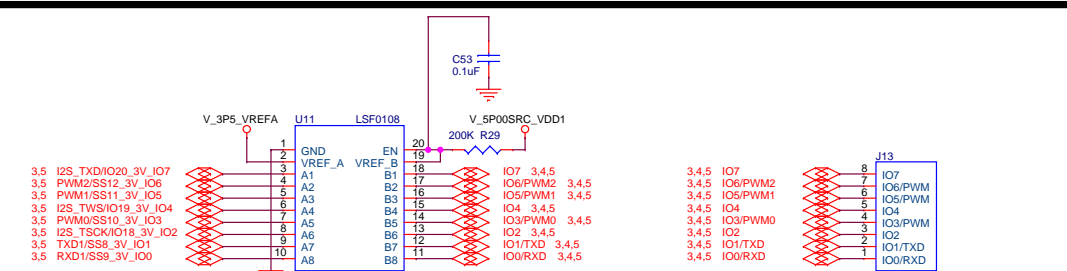 C53
0.1uF
V_3P5_VREFA U11 LSF0108 V_5P00SRC_VDD1
200K R29
1 GND EN 20
2 VREF_A VREF_B 19
3,5 I2S_TXD/IO20_3V_IO7 3 A1 B1 18 IO7 3,4,5
3,5 PWM2/SS12_3V_IO6 4 A2 B2 17 IO6/PWM2 3,4,5
3,5 PWM1/SS11_3V_IO5 5 A3 B3 16 IO5/PWM1 3,4,5
3,5 I2S_TWS/IO19_3V_IO4 6 A4 B4 15 IO4 3,4,5
3,5 PWM0/SS10_3V_IO3 7 A5 B5 14 IO3/PWM0 3,4,5
3,5 I2S_TSCK/IO18_3V_IO2 8 A6 B6 13 IO2 3,4,5
3,5 TXD1/SS8_3V_IO1 9 A7 B7 12 IO1/TXD 3,4,5
3,5 RXD1/SS9_3V_IO0 10 A8 B8 11 IO0/RXD 3,4,5
J13
3,4,5 IO7 8 IO7
3,4,5 IO6/PWM2 7 IO6/PWM
3,4,5 IO5/PWM1 6 IO5/PWM
3,4,5 IO4 5 IO4
3,4,5 IO3/PWM0 4 IO3/PWM
3,4,5 IO2 3 IO2
3,4,5 IO1/TXD 2 IO1/TXD
3,4,5 IO0/RXD 1 IO0/RXD